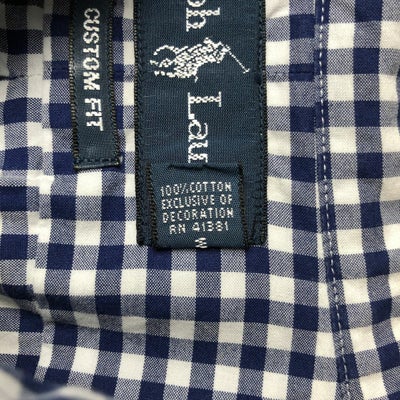 CUSTOM FIT
ph Lau
100% COTTON
EXCLUSIVE OF
DECORATION
RN 41381
W